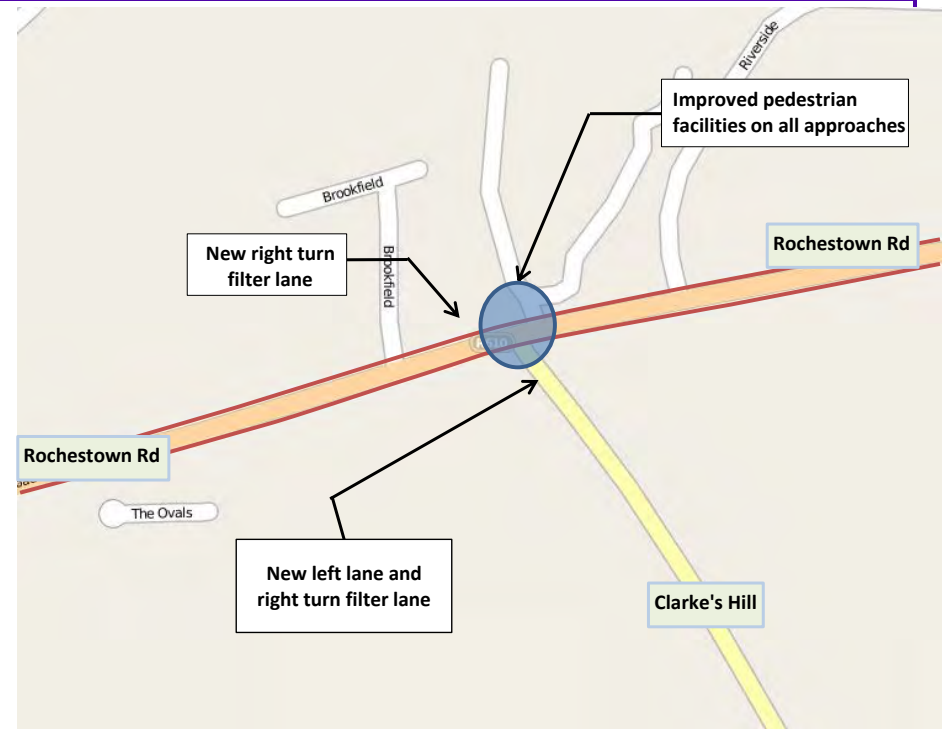 Riverside
Improved pedestrian
facilities on all approaches
Brookfield
New right turn
filter lane
Brookfield
Rochestown Rd
R610
Rochestown Rd
The Ovals
New left lane and
right turn filter lane
Clarke's Hill